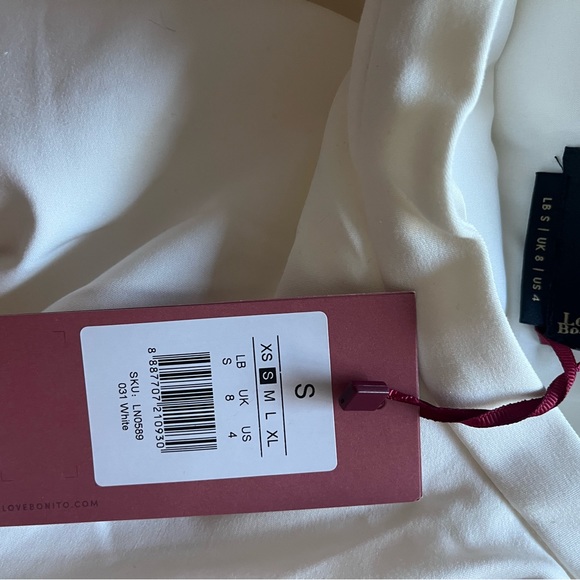 S
XS S M L XL
LB UK US
S 8 4
8 887707 210930
SKU: LN0589
031 White
LOVEBONITO.COM
LB S | UK 8 | US 4